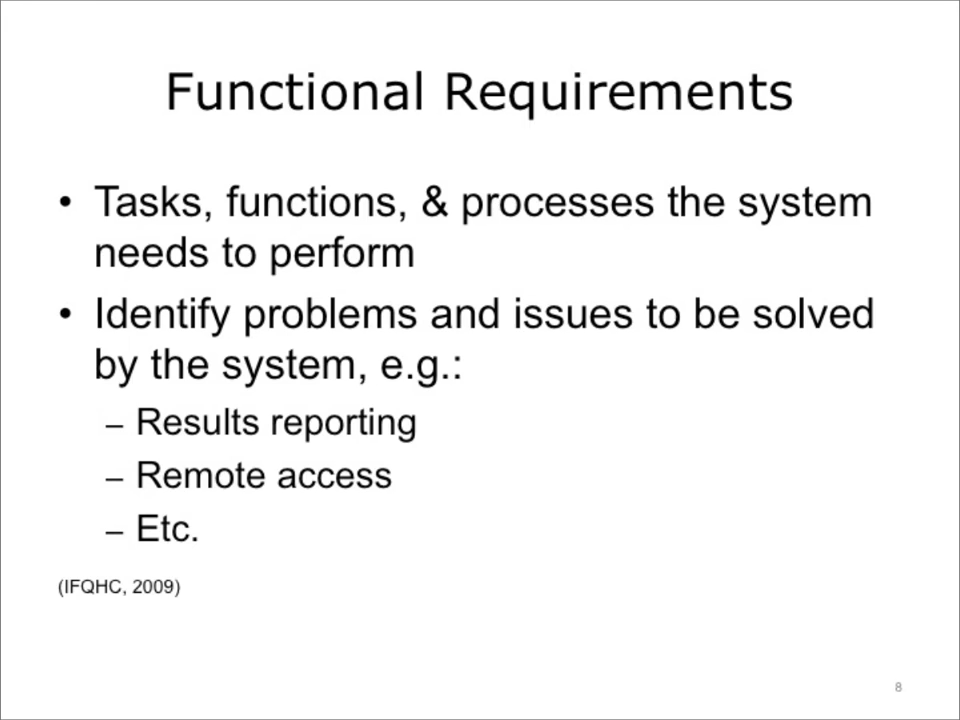 Functional Requirements
• Tasks, functions, & processes the system
needs to perform
• Identify problems and issues to be solved
by the system, e.g.:
– Results reporting
– Remote access
– Etc.
(IFQHC, 2009)
8